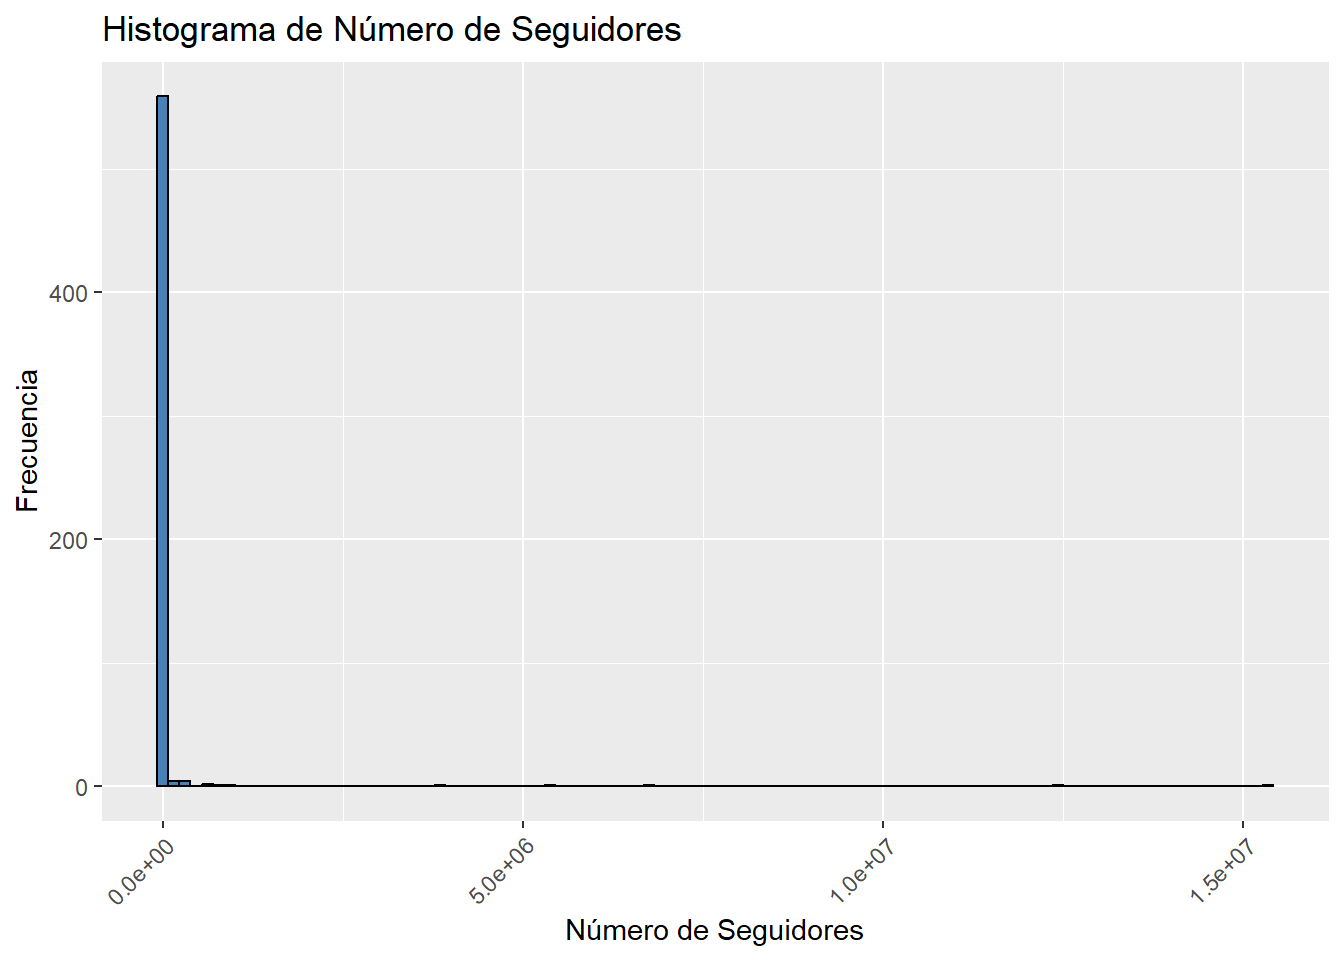 Histograma de Número de Seguidores
Frecuencia
400
200
0
0.0e+00
5.0e+06
1.0e+07
1.5e+07
Número de Seguidores